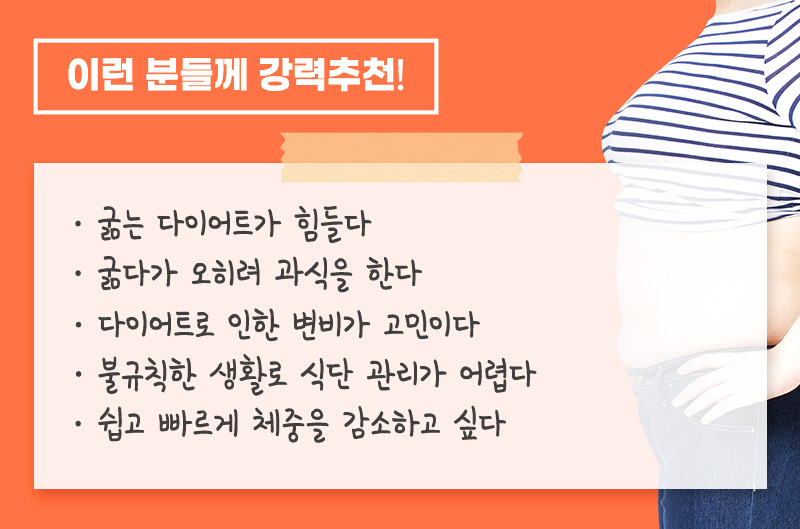 이런 분들께 강력추천!
· 굶는 다이어트가 힘들다
· 굶다가 오히려 과식을 한다
· 다이어트로 인한 변비가 고민이다
· 불규칙한 생활로 식단 관리가 어렵다
· 쉽고 빠르게 체중을 감소하고 싶다